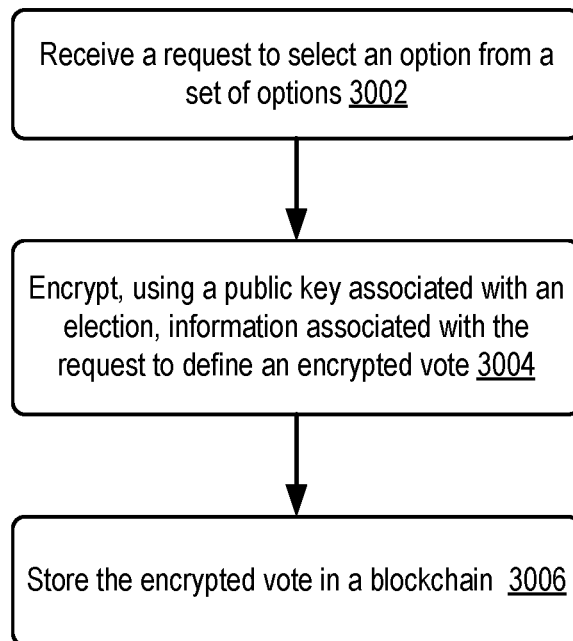 Receive a request to select an option from a
set of options 3002
Encrypt, using a public key associated with an
election, information associated with the
request to define an encrypted vote 3004
Store the encrypted vote in a blockchain 3006